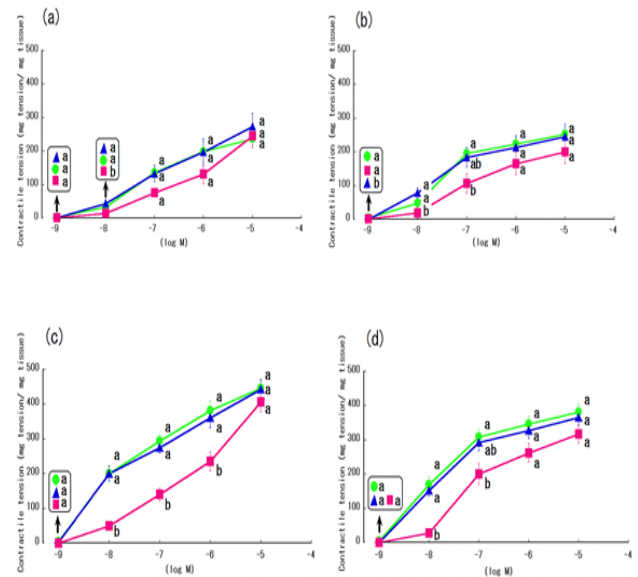 (a)
Contractile tension(mg tension/ mg tissue)
500
400
300
200
100
0
a
a
a
a
a
b
a
a
a
a
a
a
a
a
a
-9
-8
-7
-6
-5
-4
(log M)
(b)
Contractile tension(mg tension/ mg tissue)
500
400
300
200
100
0
a
a
b
a
a
b
a
ab
b
a
a
a
a
a
a
-9
-8
-7
-6
-5
-4
(log M)
(c)
Contractile tension(mg tension/ mg tissue)
500
400
300
200
100
0
a
a
a
a
a
b
a
a
b
a
a
b
a
a
a
-9
-8
-7
-6
-5
-4
(log M)
(d)
Contractile tension(mg tension/ mg tissue)
500
400
300
200
100
0
a
a a
a
a
b
a
ab
b
a
a
a
a
a
a
-9
-8
-7
-6
-5
-4
(log M)